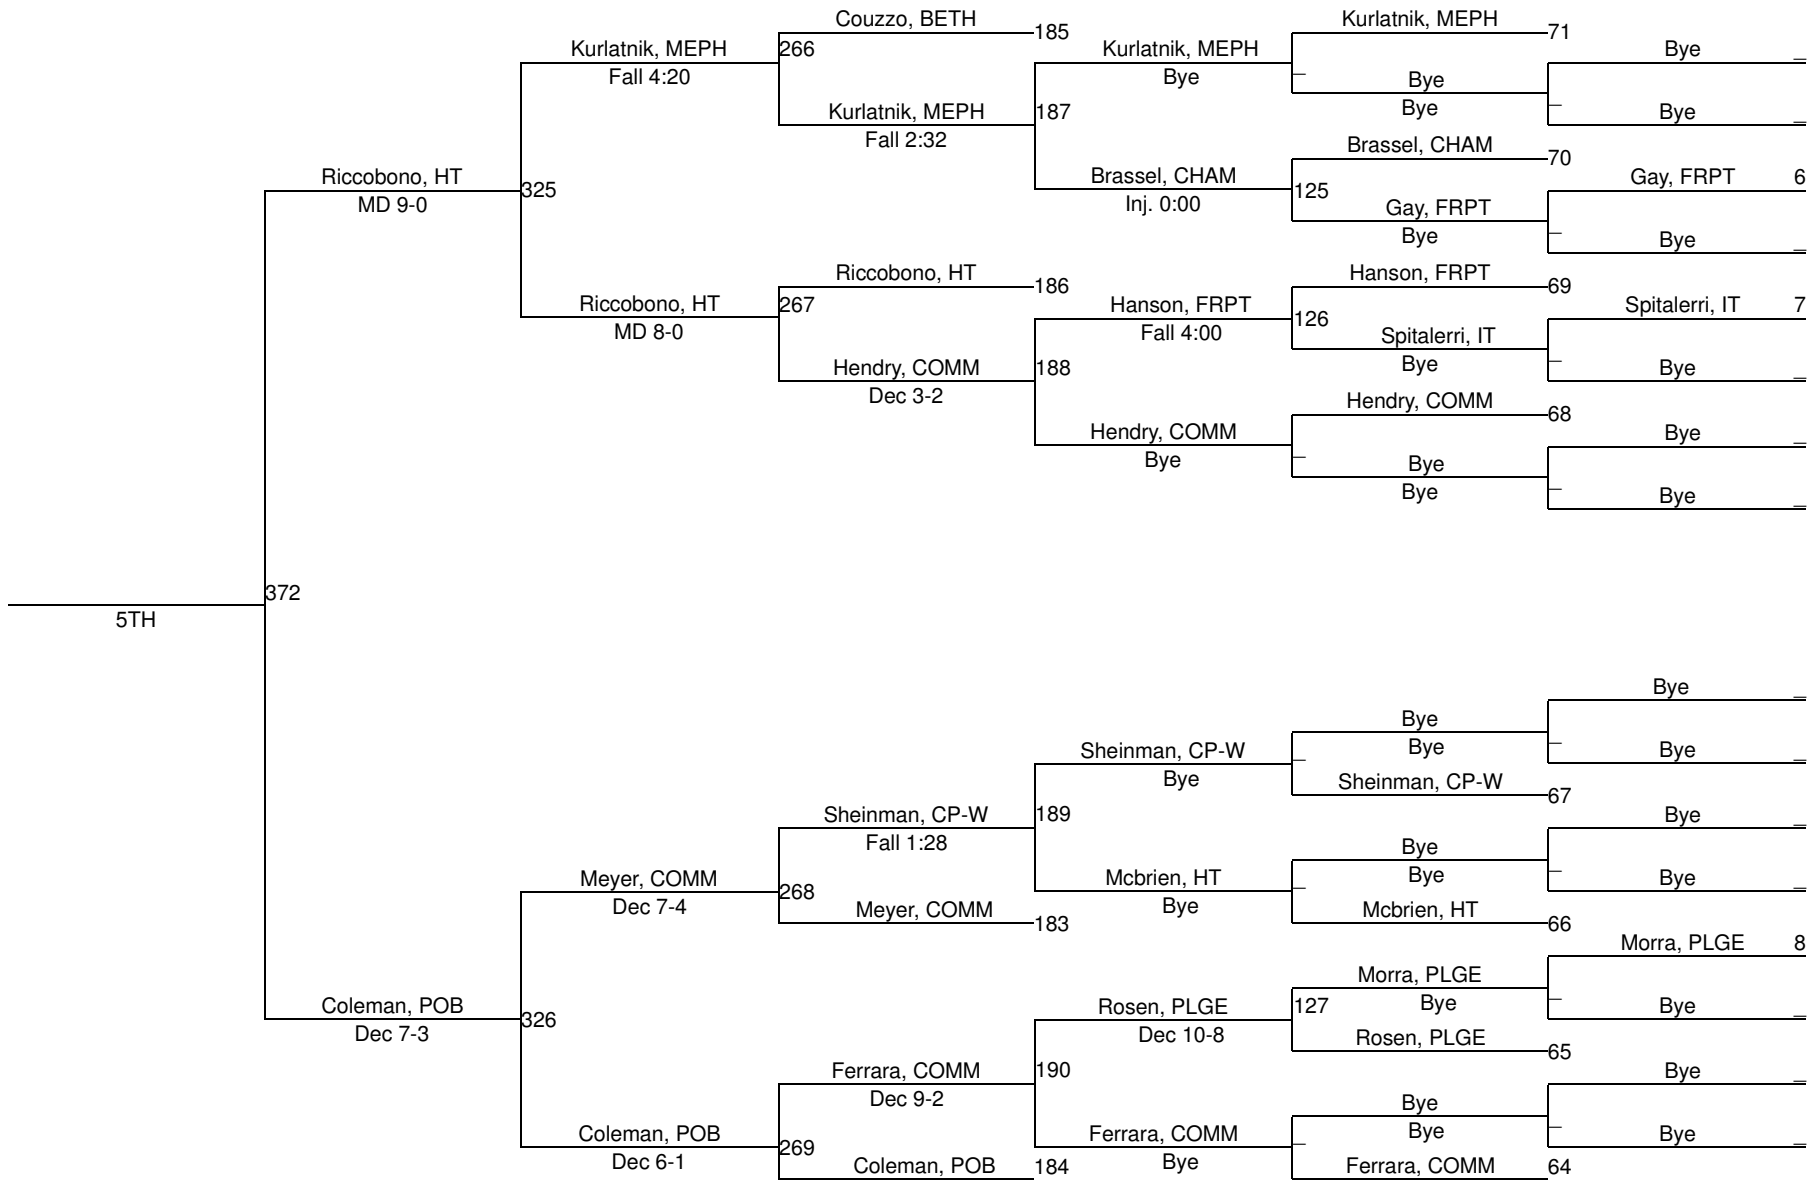 Couzzo, BETH
185
Kurlatnik, MEPH
71
Kurlatnik, MEPH
Fall 4:20
266
Kurlatnik, MEPH
Bye
Bye
_
_
Bye
Bye
Kurlatnik, MEPH
Fall 2:32
187
_
Bye
_
Brassel, CHAM
70
Riccobono, HT
MD 9-0
325
Brassel, CHAM
Inj. 0:00
125
Gay, FRPT
6
Gay, FRPT
Bye
_
Bye
_
Riccobono, HT
186
Hanson, FRPT
69
Riccobono, HT
MD 8-0
267
Hanson, FRPT
Fall 4:00
126
Spitalerri, IT
7
Spitalerri, IT
Bye
_
Bye
_
Hendry, COMM
Dec 3-2
188
Hendry, COMM
68
Hendry, COMM
Bye
_
Bye
_
Bye
Bye
_
Bye
_
372
5TH
Bye
_
Bye
Bye
_
Bye
_
Sheinman, CP-W
Bye
_
Sheinman, CP-W
67
Sheinman, CP-W
Fall 1:28
189
Bye
_
Bye
Bye
_
Bye
_
Meyer, COMM
Dec 7-4
268
Mcbrien, HT
Bye
_
Meyer, COMM
183
Mcbrien, HT
66
Morra, PLGE
8
Morra, PLGE
Bye
_
Bye
_
Coleman, POB
Dec 7-3
326
Rosen, PLGE
Dec 10-8
127
Rosen, PLGE
65
Ferrara, COMM
Dec 9-2
190
Bye
_
Bye
Bye
_
Bye
_
Coleman, POB
Dec 6-1
269
Ferrara, COMM
Bye
_
Coleman, POB
184
Ferrara, COMM
64